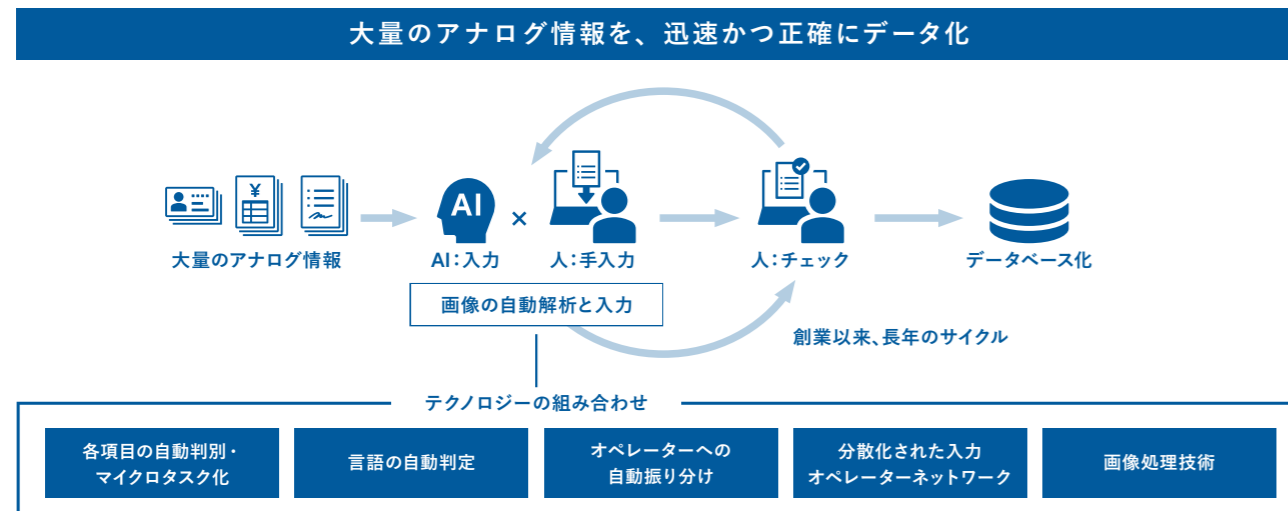 大量のアナログ情報を、迅速かつ正確にデータ化
¥
AI
×
大量のアナログ情報
AI：入力
人：手入力
人：チェック
データベース化
画像の自動解析と入力
創業以来、長年のサイクル
テクノロジーの組み合わせ
各項目の自動判別・
マイクロタスク化
言語の自動判定
オペレーターへの
自動振り分け
分散化された入力
オペレーターネットワーク
画像処理技術